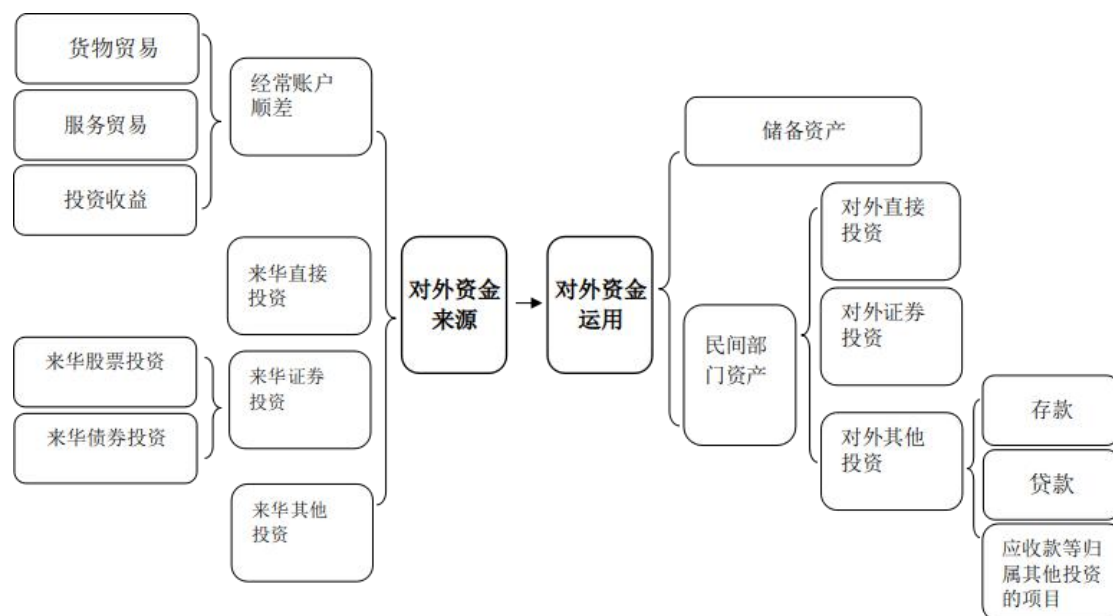 货物贸易
服务贸易
投资收益
经常账户
顺差
来华直接
投资
来华股票投资
来华债券投资
来华证券
投资
来华其他
投资
对外资金
来源
对外资金
运用
储备资产
民间部
门资产
对外直接
投资
对外证券
投资
对外其他
投资
存款
贷款
应收款等归
属其他投资
的项目